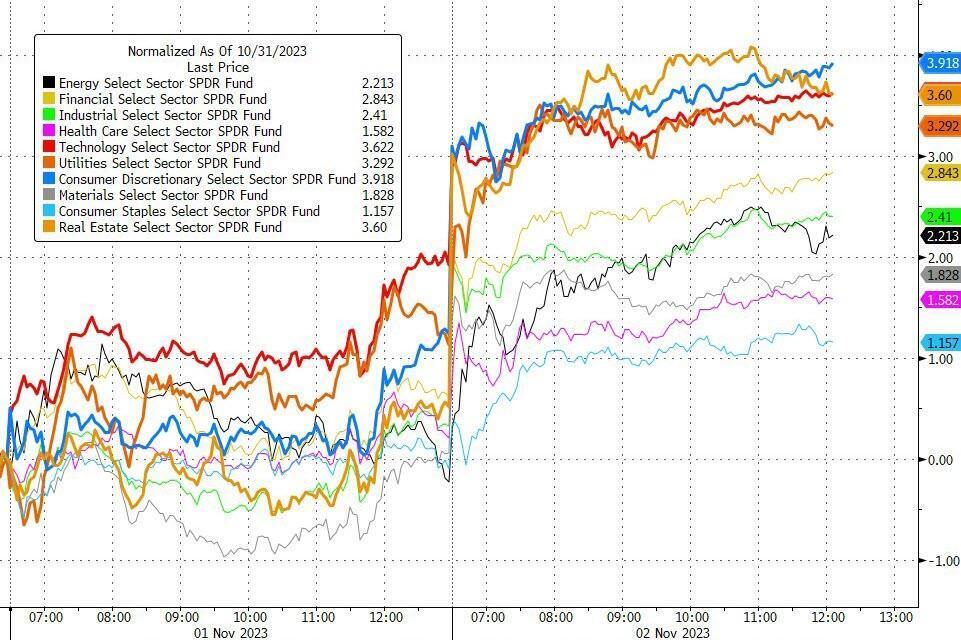 Normalized As Of 10/31/2023
Last Price
Energy Select Sector SPDR Fund 2.213
Financial Select Sector SPDR Fund 2.843
Industrial Select Sector SPDR Fund 2.41
Health Care Select Sector SPDR Fund 1.582
Technology Select Sector SPDR Fund 3.622
Utilities Select Sector SPDR Fund 3.292
Consumer Discretionary Select Sector SPDR Fund 3.918
Materials Select Sector SPDR Fund 1.828
Consumer Staples Select Sector SPDR Fund 1.157
Real Estate Select Sector SPDR Fund 3.60
3.918
3.60
3.292
3.00
2.843
2.41
2.213
2.00
1.828
1.582
1.157
1.00
0.00
-1.00
07:00 08:00 09:00 10:00 11:00 12:00 07:00 08:00 09:00 10:00 11:00 12:00 13:00
01 Nov 2023 02 Nov 2023